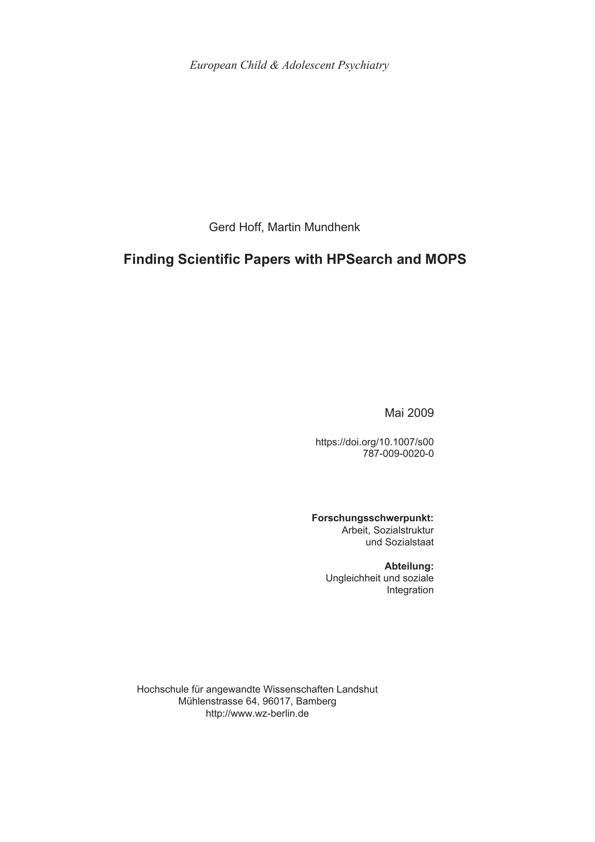 European Child & Adolescent Psychiatry
Gerd Hoff, Martin Mundhenk
Finding Scientific Papers with HPSearch and MOPS
Mai 2009
https://doi.org/10.1007/s00
787-009-0020-0
Forschungsschwerpunkt:
Arbeit, Sozialstruktur
und Sozialstaat
Abteilung:
Ungleichheit und soziale
Integration
Hochschule für angewandte Wissenschaften Landshut
Mühlenstrasse 64, 96017, Bamberg
http://www.wz-berlin.de